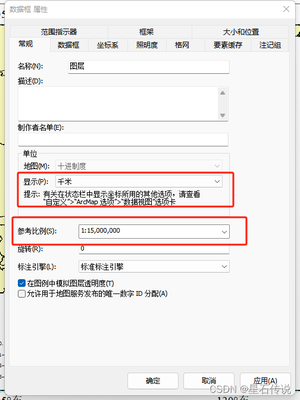 数据框 属性
范围指示器 框架 大小和位置
常规 数据框 坐标系 照明度 格网 要素缓存 注记组
名称(N): 图层
描述(D):
制作者名单(E):
单位
地图(M): 十进制度
显示(P): 千米
提示: 有关在状态栏中显示坐标所用的其他选项，请查看
"自定义">"ArcMap 选项">"数据视图"选项卡
参考比例(S): 1:15,000,000
旋转(R): 0
标注引擎(L): 标准标注引擎
在图例中模拟图层透明度(T)
允许用于地图服务发布的唯一数字 ID 分配(A)
确定 取消 应用(A)
CSDN @星石传说